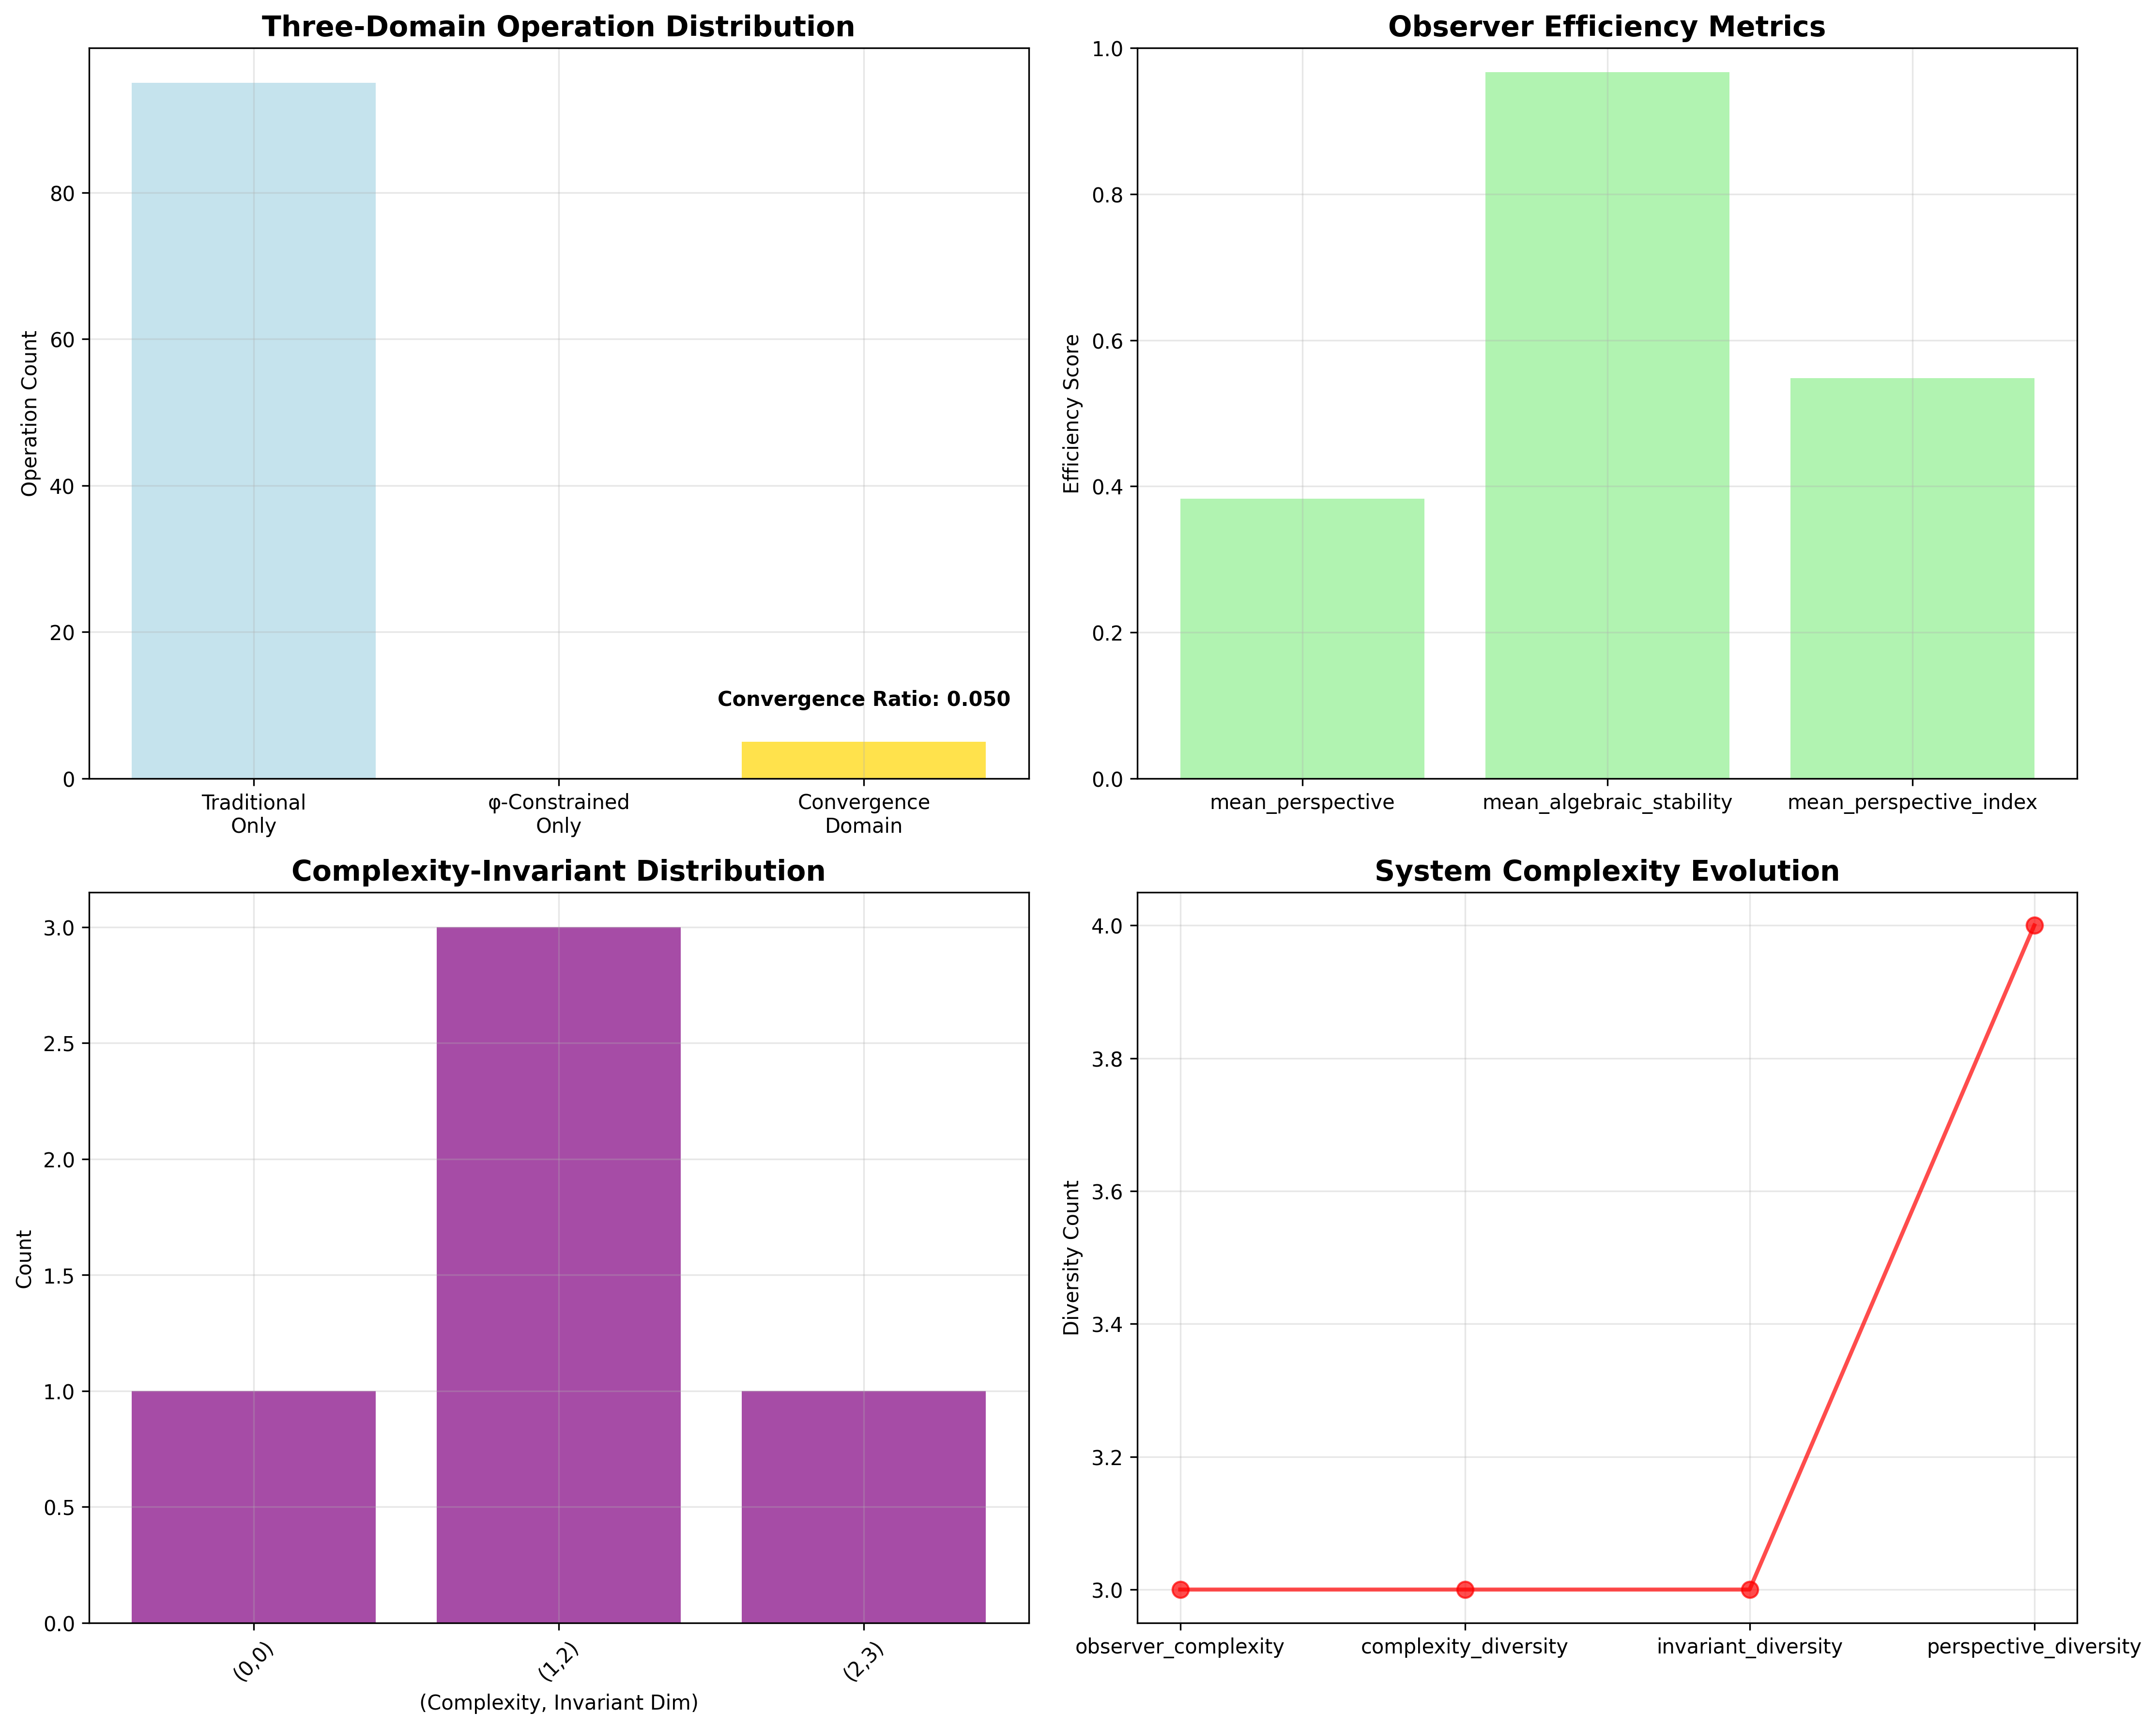 Three-Domain Operation Distribution
Operation Count
80
60
40
20
0
Convergence Ratio: 0.050
Traditional
Only
φ-Constrained
Only
Convergence
Domain
Observer Efficiency Metrics
Efficiency Score
1.0
0.8
0.6
0.4
0.2
0.0
mean_perspective
mean_algebraic_stability
mean_perspective_index
Complexity-Invariant Distribution
Count
3.0
2.5
2.0
1.5
1.0
0.5
0.0
(0,0)
(1,2)
(2,3)
(Complexity, Invariant Dim)
System Complexity Evolution
Diversity Count
4.0
3.8
3.6
3.4
3.2
3.0
observer_complexity
complexity_diversity
invariant_diversity
perspective_diversity